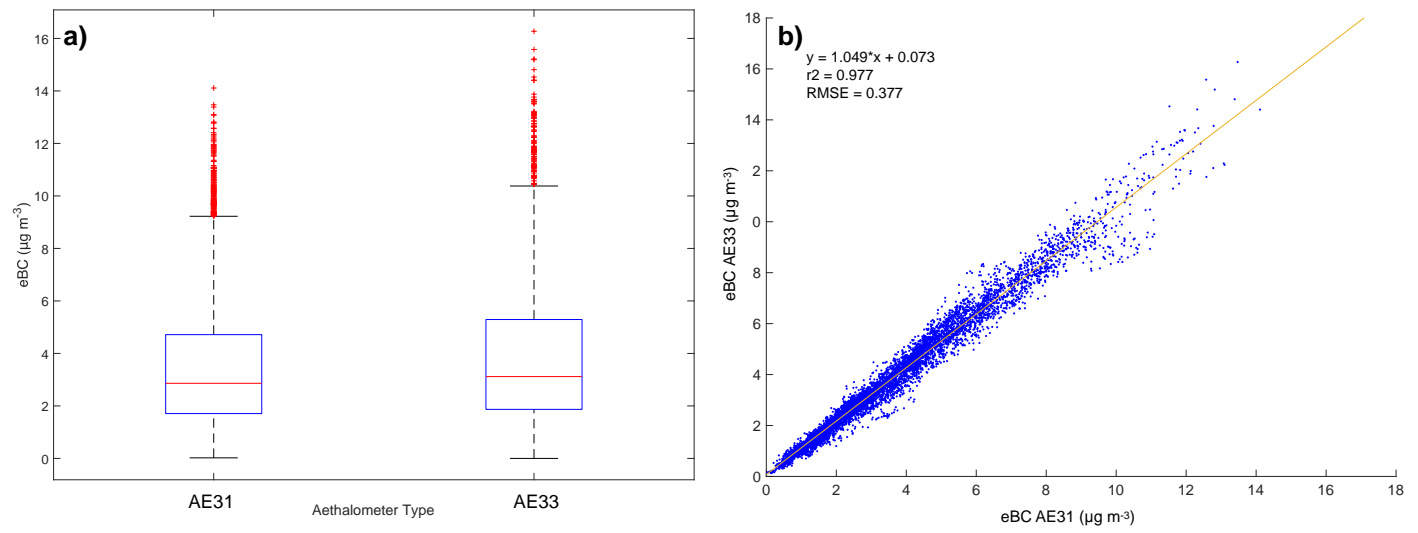 a)
16
14
12
10
8
6
4
2
0
eBC (µg m-3)
AE31
Aethalometer Type
AE33
b)
y = 1.049*x + 0.073
r2 = 0.977
RMSE = 0.377
18
16
14
2
0
8
6
4
2
0
eBC AE33 (µg m-3)
0
2
4
6
8
10
12
14
16
18
eBC AE31 (µg m-3)